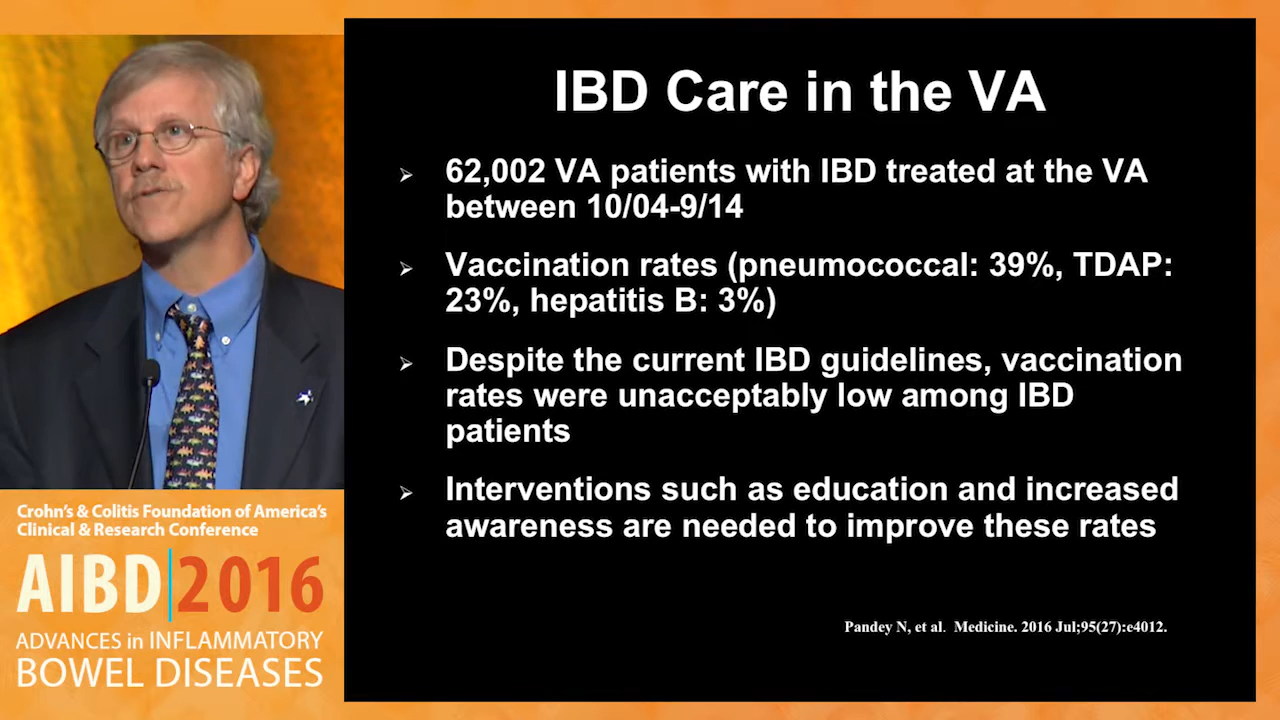 IBD Care in the VA
62,002 VA patients with IBD treated at the VA
between 10/04-9/14
Vaccination rates (pneumococcal: 39%, TDAP:
23%, hepatitis B: 3%)
Despite the current IBD guidelines, vaccination
rates were unacceptably low among IBD
patients
Interventions such as education and increased
awareness are needed to improve these rates
Pandey N, et al. Medicine. 2016 Jul;95(27):e4012.
Crohn's & Colitis Foundation of America's
Clinical & Research Conference
AIBD|2016
ADVANCES in INFLAMMATORY
BOWEL DISEASES